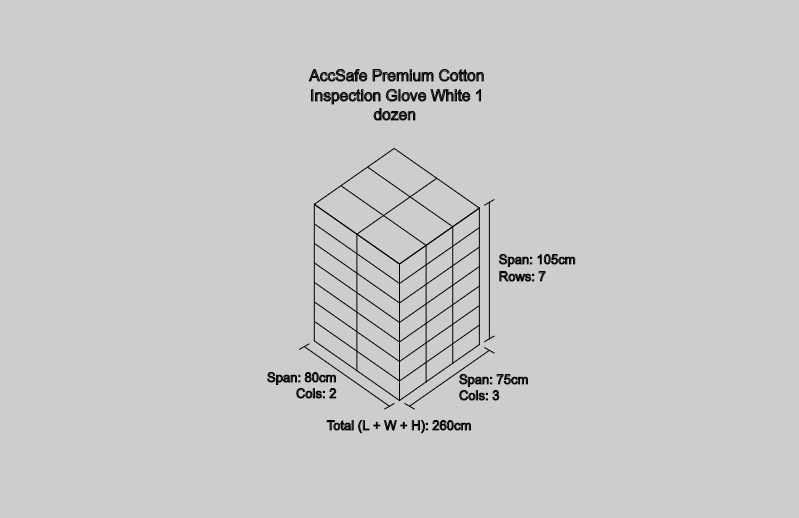 AccSafe Premium Cotton
Inspection Glove White 1
dozen
Span: 105cm
Rows: 7
Span: 80cm
Cols: 2
Span: 75cm
Cols: 3
Total (L + W + H): 260cm